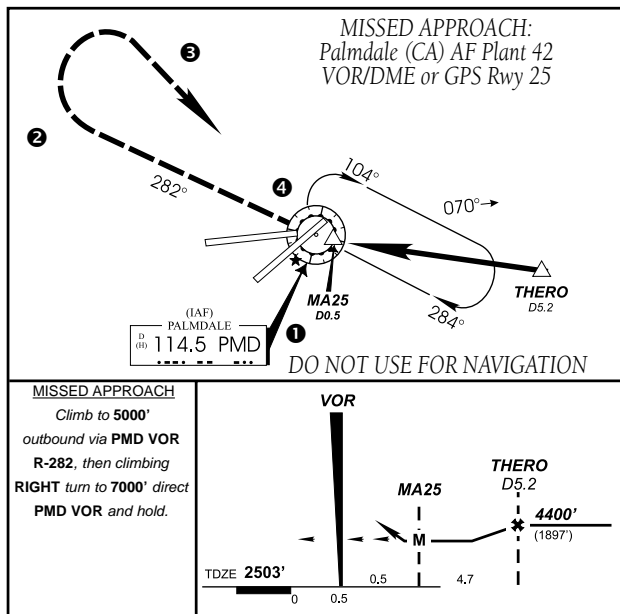 MISSED APPROACH:
Palmdale (CA) AF Plant 42
VOR/DME or GPS Rwy 25
❸
❷
282°
❹
104°
070°→
THERO
D5.2
MA25
D0.5
284°
(IAF)
PALMDALE
D
(H)
114.5 PMD
❶
DO NOT USE FOR NAVIGATION
MISSED APPROACH
Climb to 5000'
outbound via PMD VOR
R-282, then climbing
RIGHT turn to 7000' direct
PMD VOR and hold.
VOR
MA25
THERO
D5.2
4400'
(1897')
M
TDZE 2503'
0
0.5
0.5
4.7